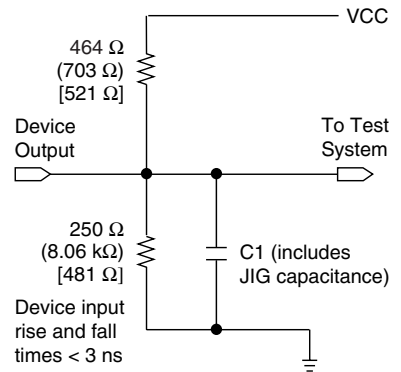 VCC
464 Ω
(703 Ω)
[521 Ω]
Device
Output
To Test
System
250 Ω
(8.06 kΩ)
[481 Ω]
C1 (includes
JIG capacitance)
Device input
rise and fall
times < 3 ns